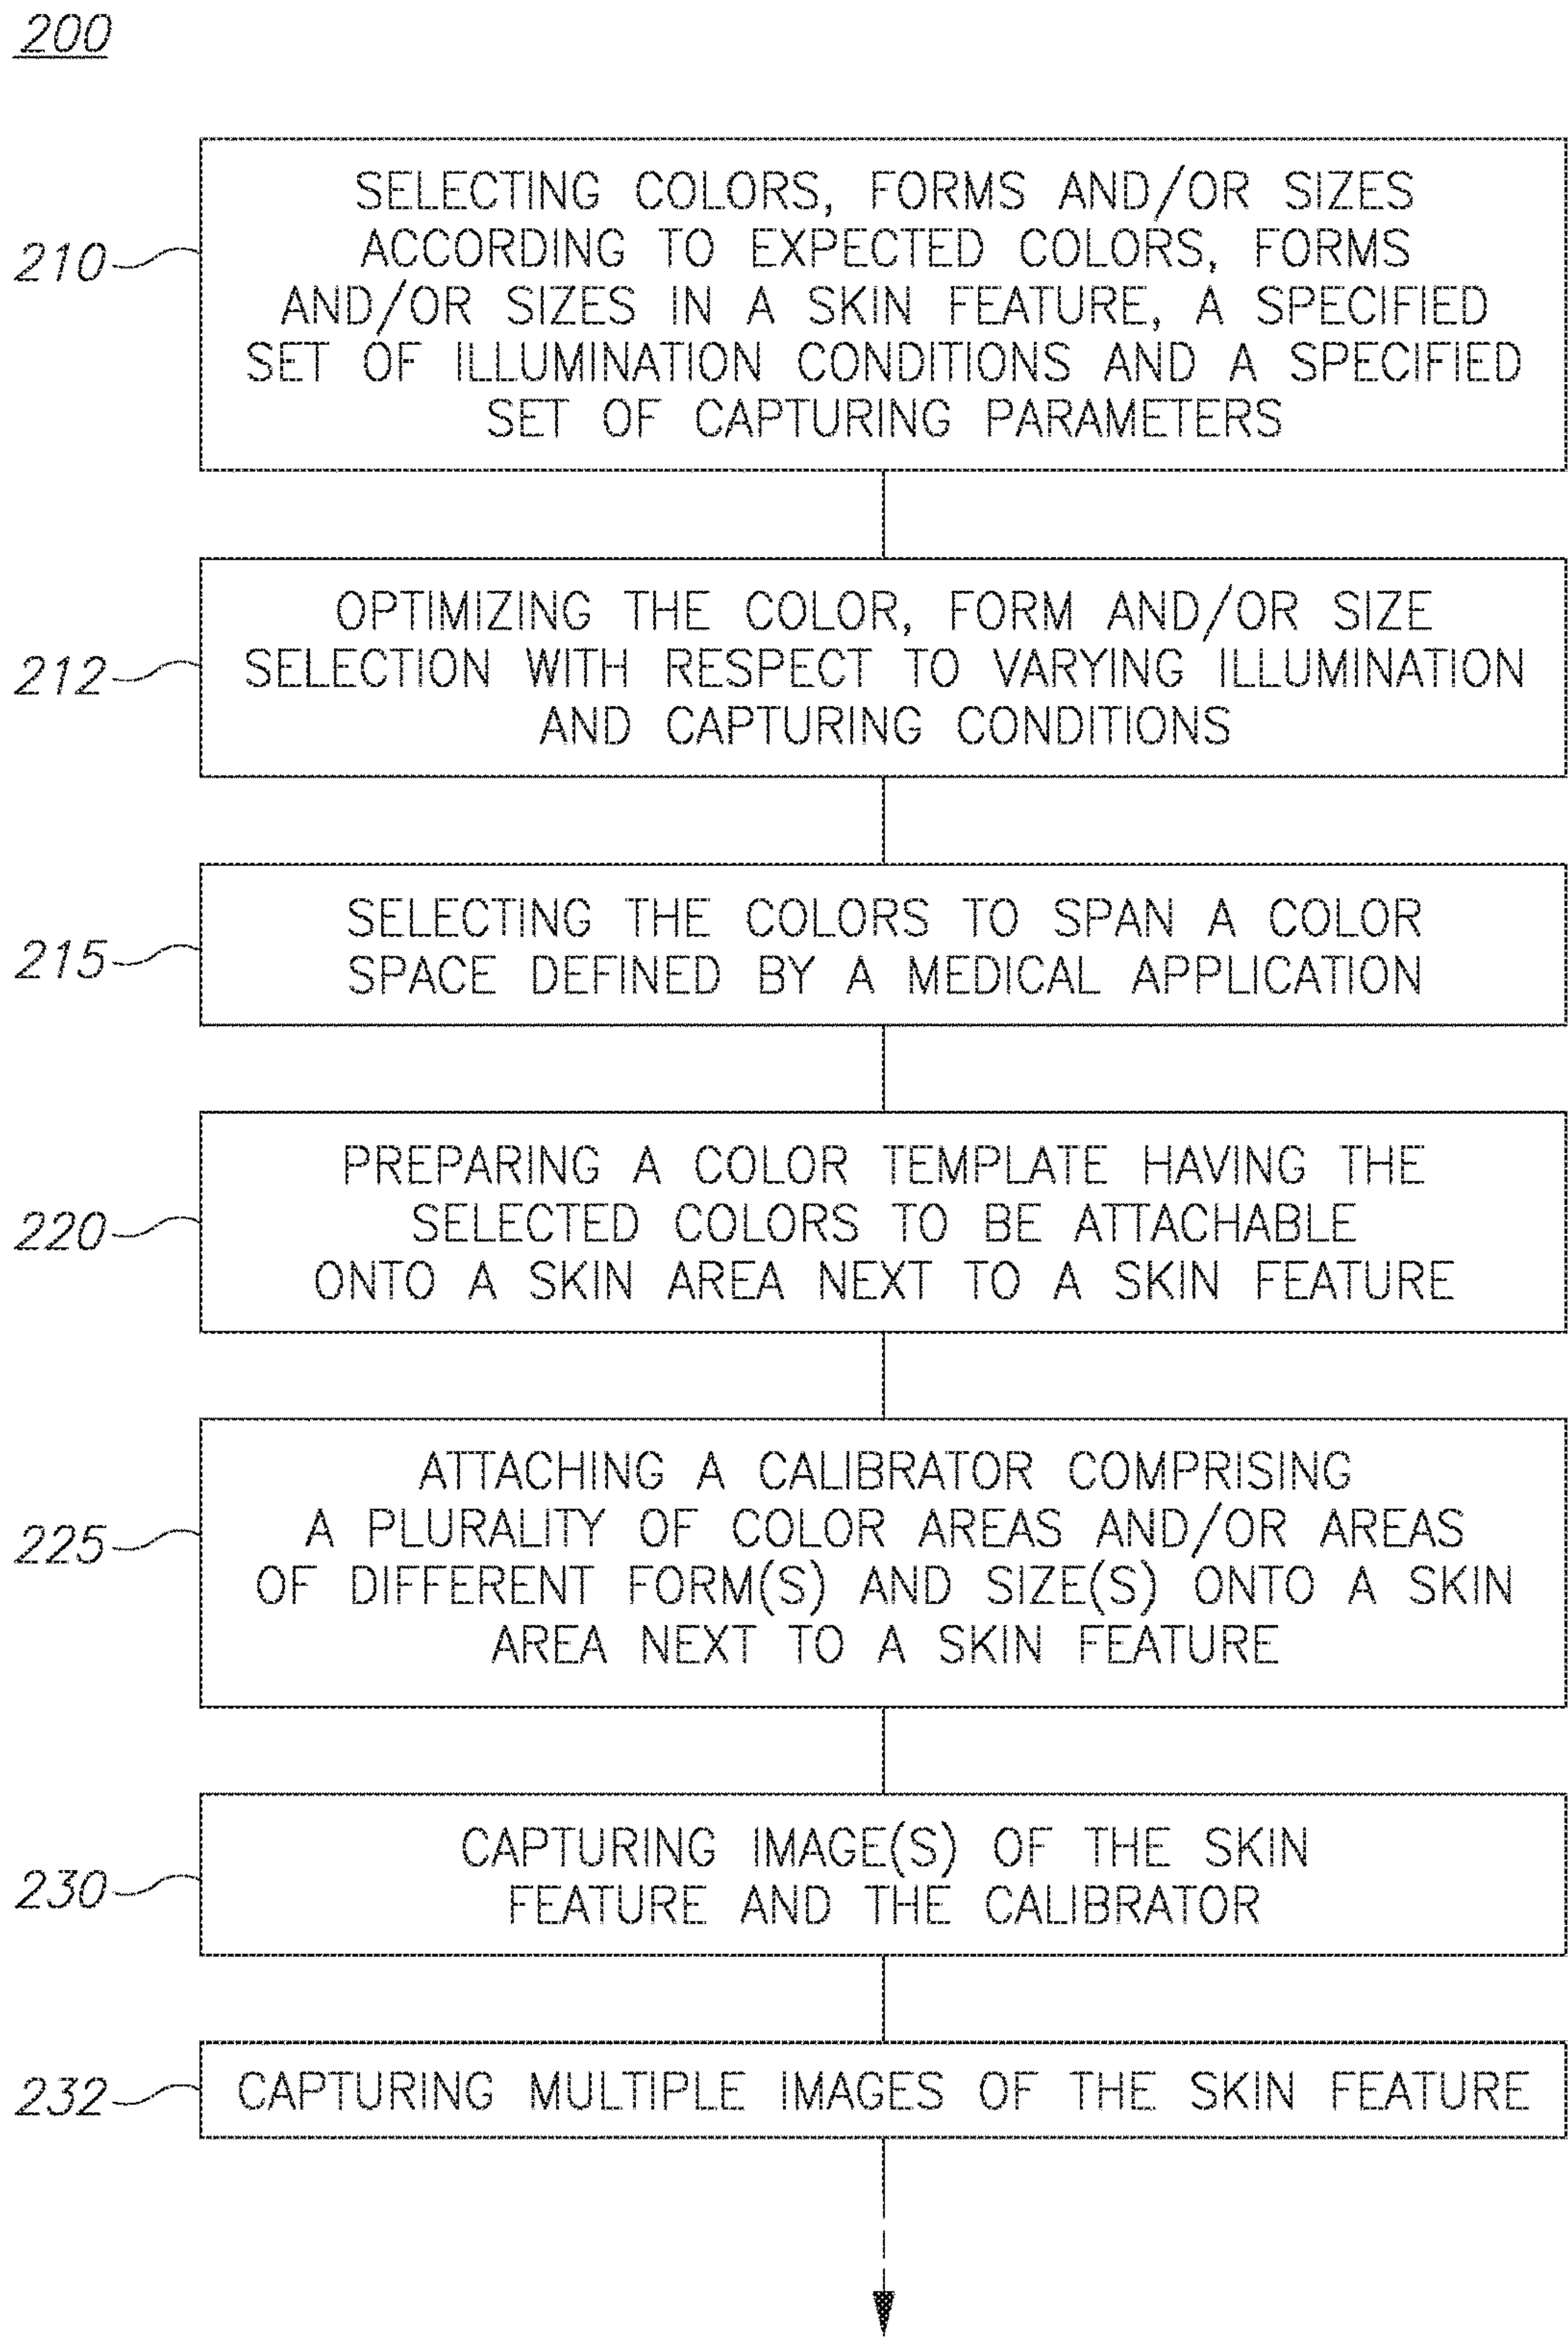 200
210
SELECTING COLORS, FORMS AND/OR SIZES
ACCORDING TO EXPECTED COLORS, FORMS
AND/OR SIZES IN A SKIN FEATURE, A SPECIFIED
SET OF ILLUMINATION CONDITIONS AND A SPECIFIED
SET OF CAPTURING PARAMETERS
212
OPTIMIZING THE COLOR, FORM AND/OR SIZE
SELECTION WITH RESPECT TO VARYING ILLUMINATION
AND CAPTURING CONDITIONS
215
SELECTING THE COLORS TO SPAN A COLOR
SPACE DEFINED BY A MEDICAL APPLICATION
220
PREPARING A COLOR TEMPLATE HAVING THE
SELECTED COLORS TO BE ATTACHABLE
ONTO A SKIN AREA NEXT TO A SKIN FEATURE
225
ATTACHING A CALIBRATOR COMPRISING
A PLURALITY OF COLOR AREAS AND/OR AREAS
OF DIFFERENT FORM(S) AND SIZE(S) ONTO A SKIN
AREA NEXT TO A SKIN FEATURE
230
CAPTURING IMAGE(S) OF THE SKIN
FEATURE AND THE CALIBRATOR
232
CAPTURING MULTIPLE IMAGES OF THE SKIN FEATURE